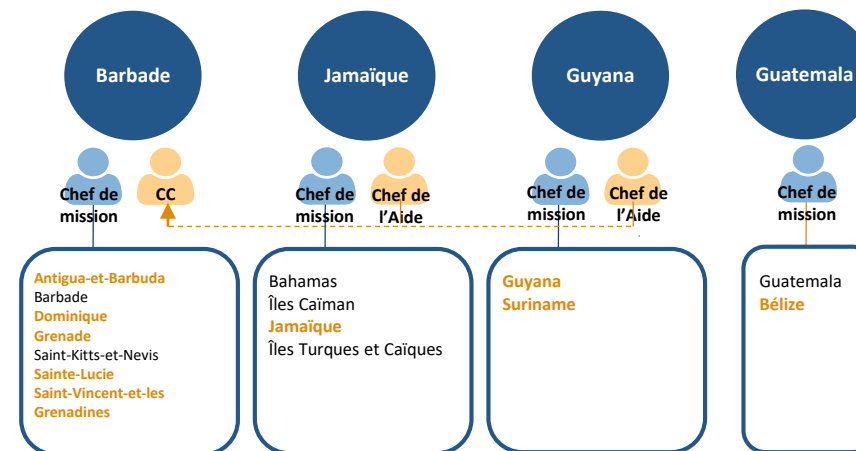 Barbade
Jamaïque
Guyana
Guatemala
Chef de
mission
CC
Chef de
mission
Chef de
l’Aide
Chef de
mission
Chef de
l’Aide
Chef de
mission
Antigua-et-Barbuda
Barbade
Dominique
Grenade
Saint-Kitts-et-Nevis
Sainte-Lucie
Saint-Vincent-et-les
Grenadines
Bahamas
Îles Caïman
Jamaïque
Îles Turques et Caïques
Guyana
Suriname
Guatemala
Bélize